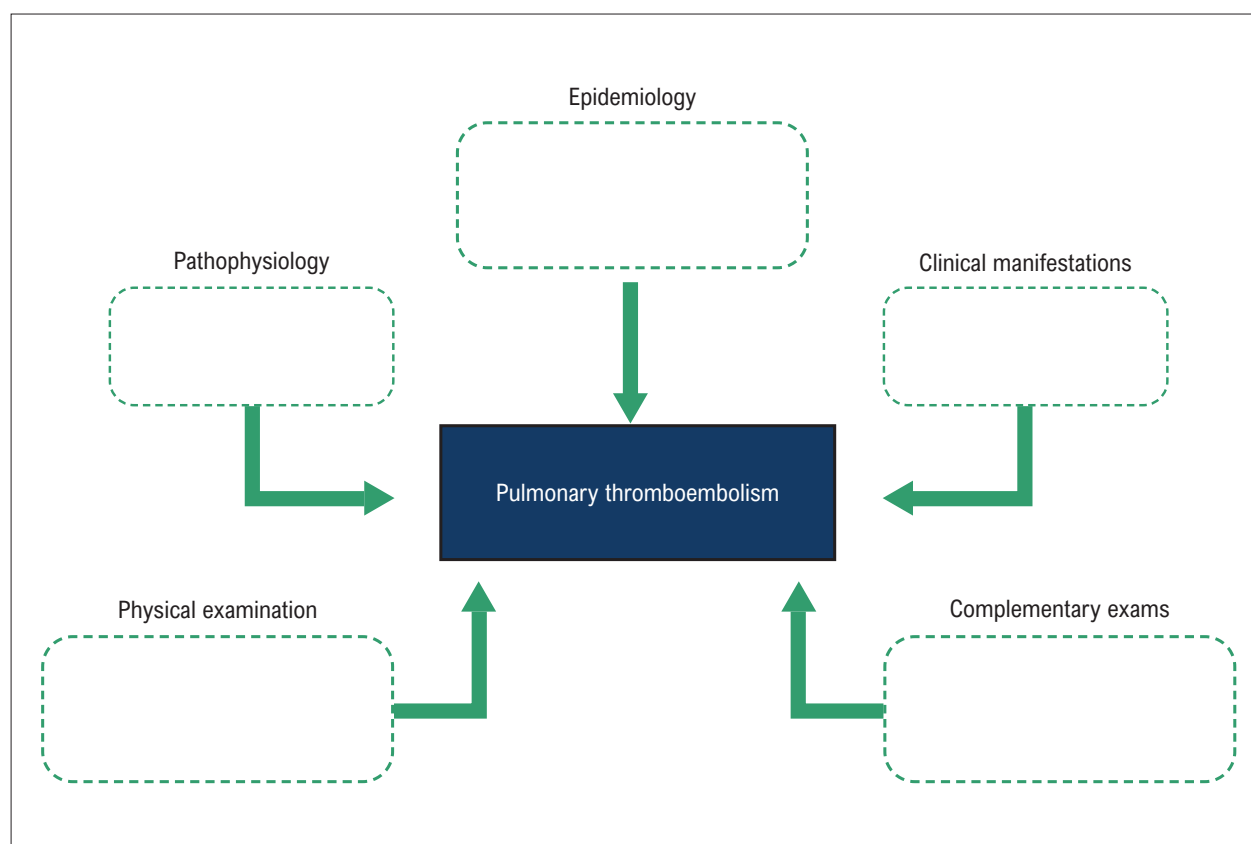 Epidemiology
Pathophysiology
Clinical manifestations
Pulmonary thromboembolism
Physical examination
Complementary exams